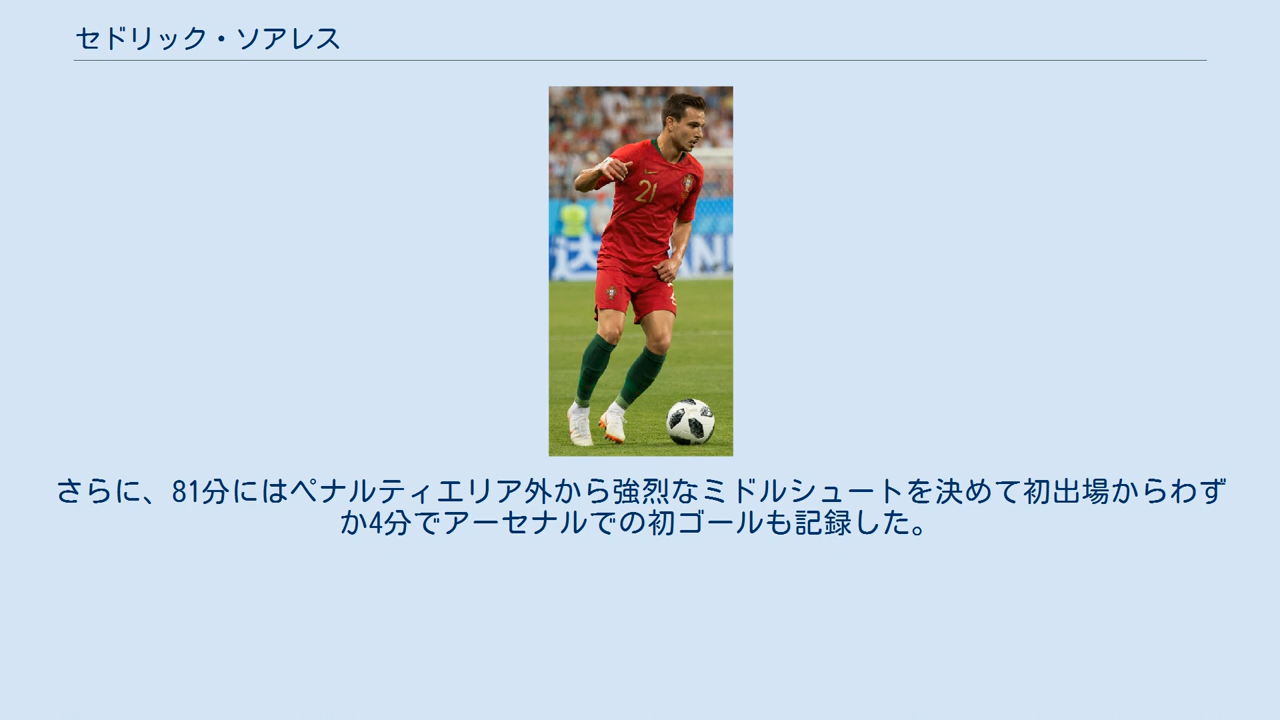 セドリック・ソアレス
21
达
AN
さらに、81分にはペナルティエリア外から強烈なミドルシュートを決めて初出場からわず
か4分でアーセナルでの初ゴールも記録した。